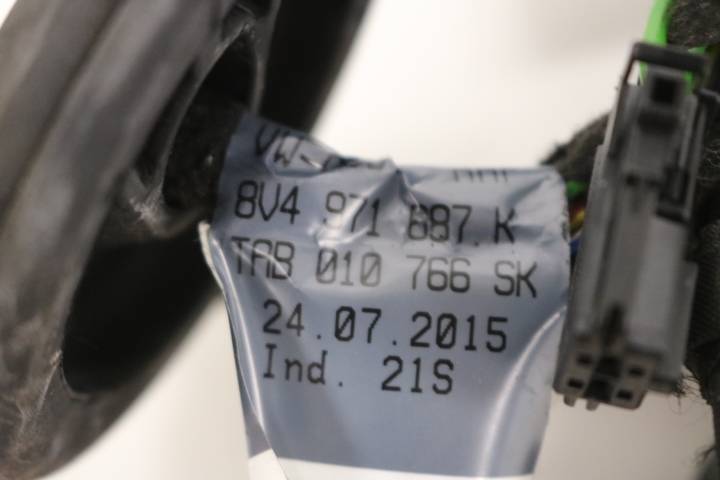 8V4 971 687 K
TAB 010 766 SK
24.07.2015
Ind. 21S